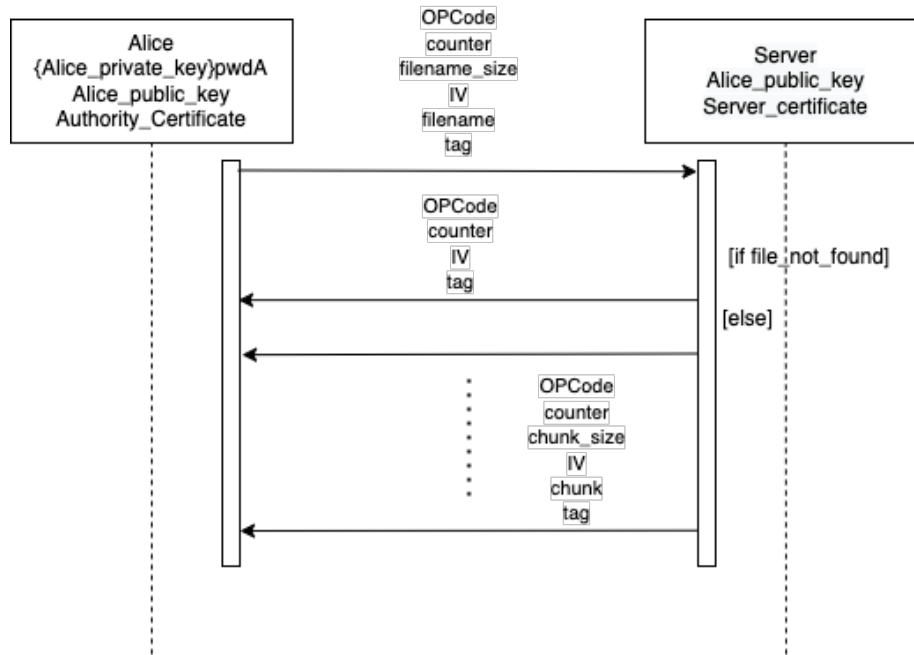 Alice
{Alice_private_key}pwdA
Alice_public_key
Authority_Certificate
OPCode
counter
filename_size
IV
filename
tag
Server
Alice_public_key
Server_certificate
OPCode
counter
IV
tag
[if file_not_found]
[else]
OPCode
counter
chunk_size
IV
chunk
tag